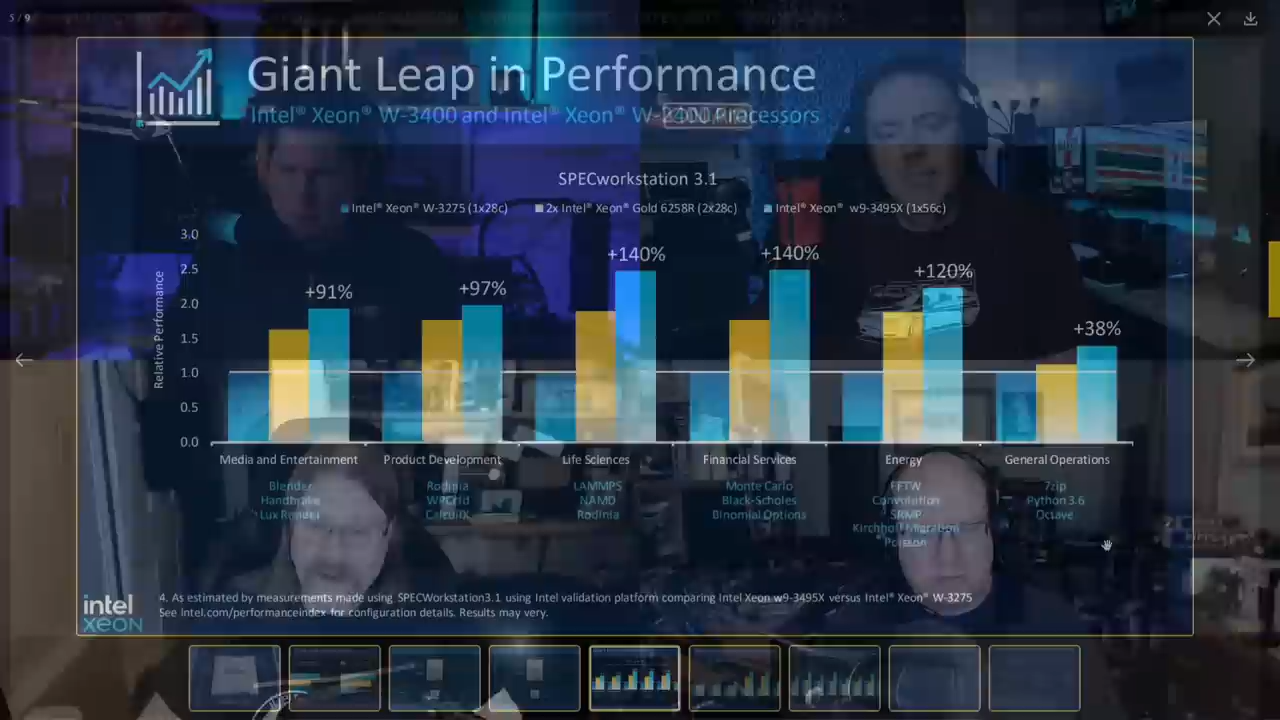 5 / 9
Giant Leap in Performance
Intel® Xeon® W-3400 and Intel® Xeon® W-2400 Processors
SPECworkstation 3.1
Intel® Xeon® W-3275 (1x28c) 2x Intel® Xeon® Gold 6258R (2x28c) Intel® Xeon® w9-3495X (1x56c)
Relative Performance
3.0
2.5
2.0
1.5
1.0
0.5
0.0
+91%
+97%
+140%
+140%
+120%
+38%
Media and Entertainment
Blender
Handbrake
Lux Render
Product Development
Rodinia
WPCcfd
CalculiX
Life Sciences
LAMMPS
NAMD
Rodinia
Financial Services
Monte Carlo
Black-Scholes
Binomial Options
Energy
FFTW
Convolution
SRMP
Kirchhoff Migration
Poisson
General Operations
7zip
Python 3.6
Octave
4. As estimated by measurements made using SPECWorkstation3.1 using Intel validation platform comparing Intel Xeon w9-3495X versus Intel® Xeon® W-3275
See Intel.com/performanceindex for configuration details. Results may vary.
intel
xeon